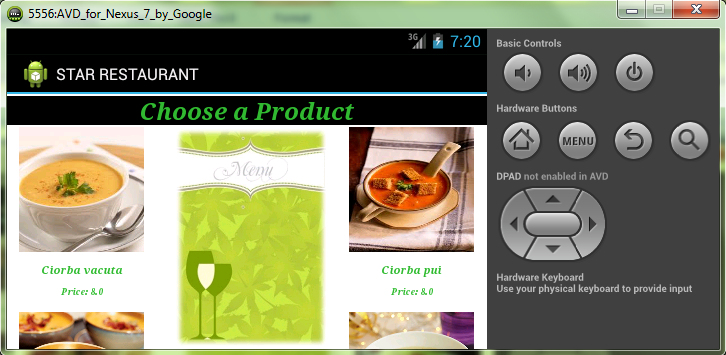 5556:AVD_for_Nexus_7_by_Google
3G
7:20
STAR RESTAURANT
Choose a Product
Menu
Ciorba vacuta
Price: 8.0
Ciorba pui
Price: 8.0
Basic Controls
Hardware Buttons
MENU
DPAD not enabled in AVD
Hardware Keyboard
Use your physical keyboard to provide input